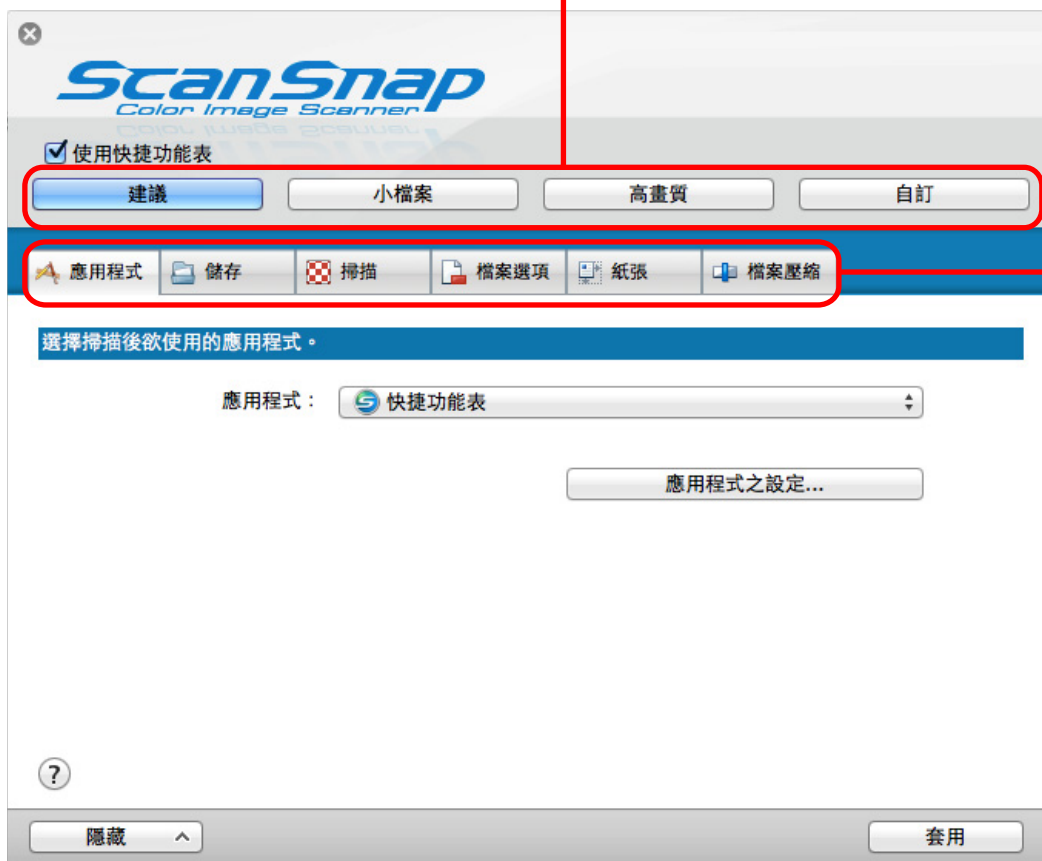 ScanSnap
Color Image Scanner
使用快捷功能表
建議 小檔案 高畫質 自訂
應用程式 儲存 掃描 檔案選項 紙張 檔案壓縮
選擇掃描後欲使用的應用程式。
應用程式： 快捷功能表
應用程式之設定...
?
隱藏 套用